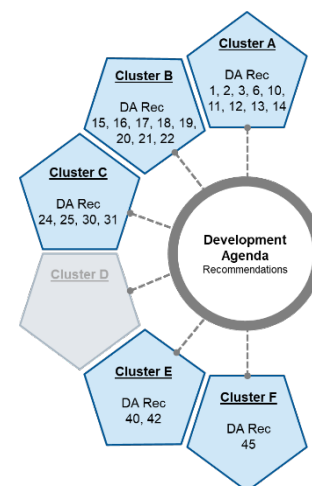 Cluster A
DA Rec
1, 2, 3, 6, 10,
11, 12, 13, 14
Cluster B
DA Rec
15, 16, 17, 18, 19,
20, 21, 22
Cluster C
DA Rec
24, 25, 30, 31
Development
Agenda
Recommendations
Cluster D
Cluster E
DA Rec
40, 42
Cluster F
DA Rec
45